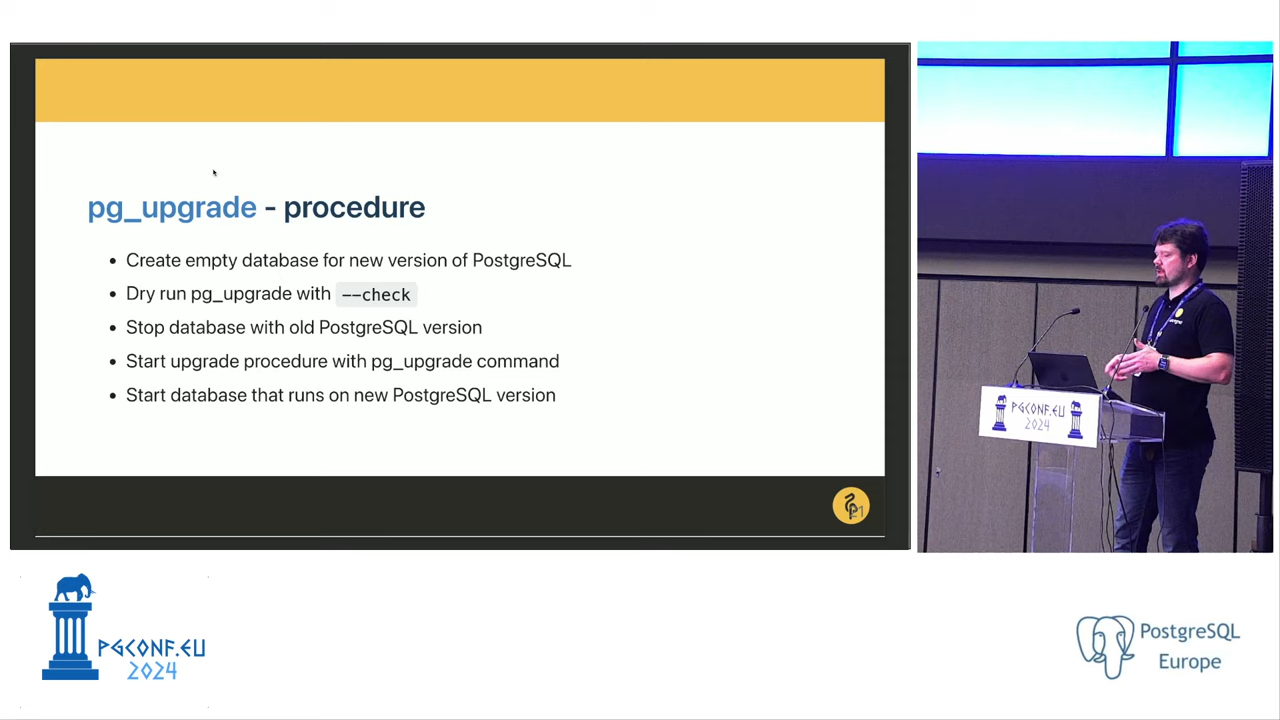 pg_upgrade - procedure
• Create empty database for new version of PostgreSQL
• Dry run pg_upgrade with --check
• Stop database with old PostgreSQL version
• Start upgrade procedure with pg_upgrade command
• Start database that runs on new PostgreSQL version
21
PGCONF.EU
2024
PGCONF.EU
2024
PostgreSQL
Europe